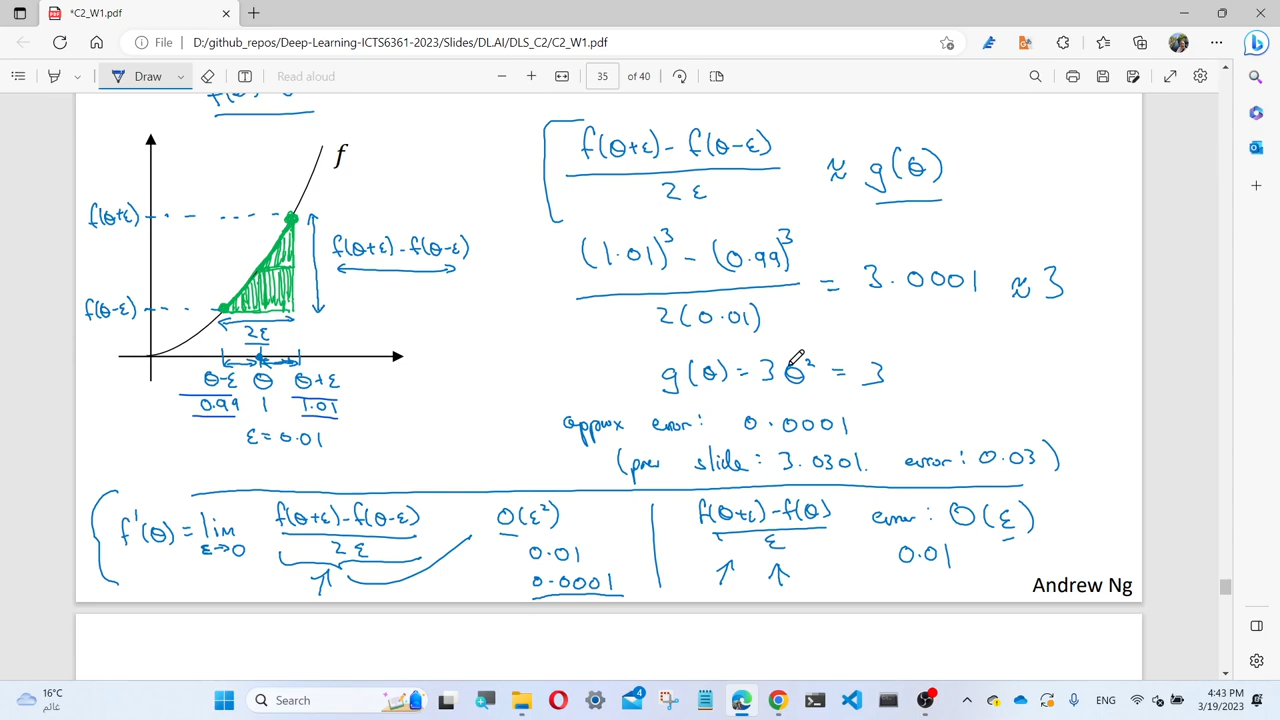 *C2_W1.pdf
File D:/github_repos/Deep-Learning-ICTS6361-2023/Slides/DL.AI/DLS_C2/C2_W1.pdf
Draw Read aloud 35 of 40
f
f(θ+ε)
f(θ-ε)
f(θ+ε) - f(θ-ε)
2ε
θ-ε θ θ+ε
0.99 1 1.01
ε = 0.01
f(θ+ε) - f(θ-ε)
2ε
≈ g(θ)
(1.01)³ - (0.99)³
2(0.01)
= 3.0001 ≈ 3
g(θ) = 3θ² = 3
approx error: 0.0001
(prev slide: 3.0301. error: 0.03)
f'(θ) = lim ε→0
f(θ+ε) - f(θ-ε)
2ε
O(ε²)
0.01
0.0001
f(θ+ε) - f(θ)
ε
error: O(ε)
0.01
Andrew Ng
16°C
غائم
Search
4
ENG
4:43 PM
3/19/2023